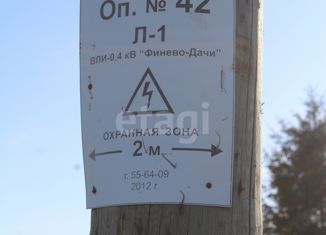 Оп. № 42
Л-1
ВЛИ-0,4 кВ "Финево-Дачи"
etagi
ОХРАННАЯ ЗОНА
2 м.
т. 55-64-09
2012 г.